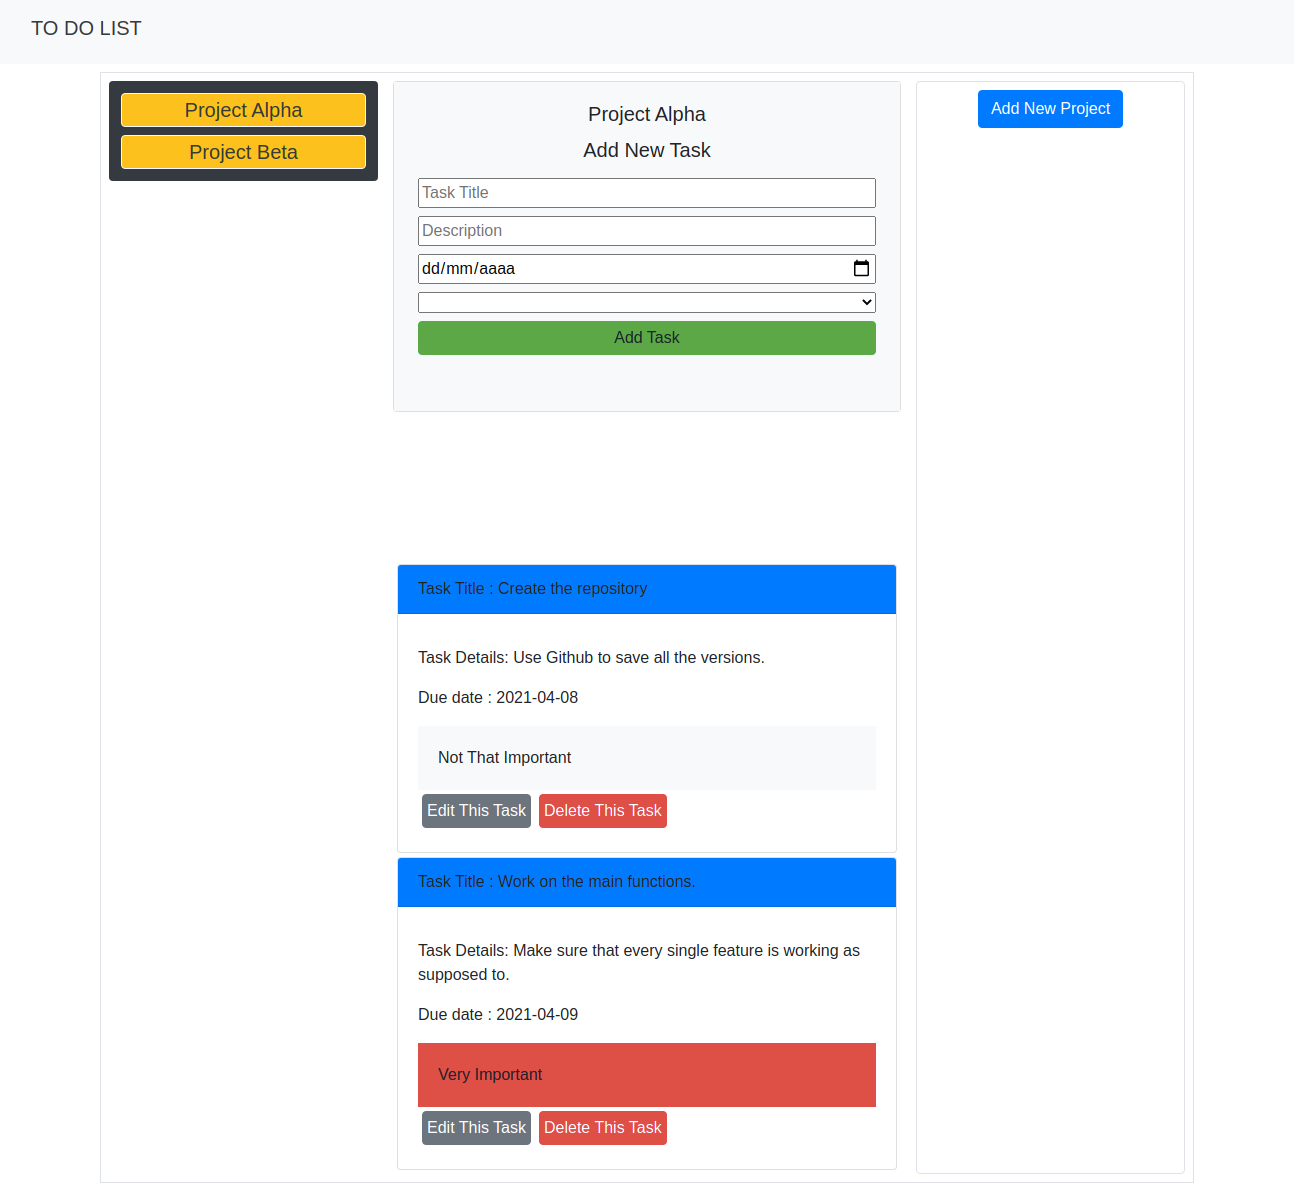 TO DO LIST
Project Alpha
Project Beta
Project Alpha
Add New Task
Task Title
Description
dd/mm/aaaa
Add Task
Add New Project
Task Title : Create the repository
Task Details: Use Github to save all the versions.
Due date : 2021-04-08
Not That Important
Edit This Task Delete This Task
Task Title : Work on the main functions.
Task Details: Make sure that every single feature is working as
supposed to.
Due date : 2021-04-09
Very Important
Edit This Task Delete This Task